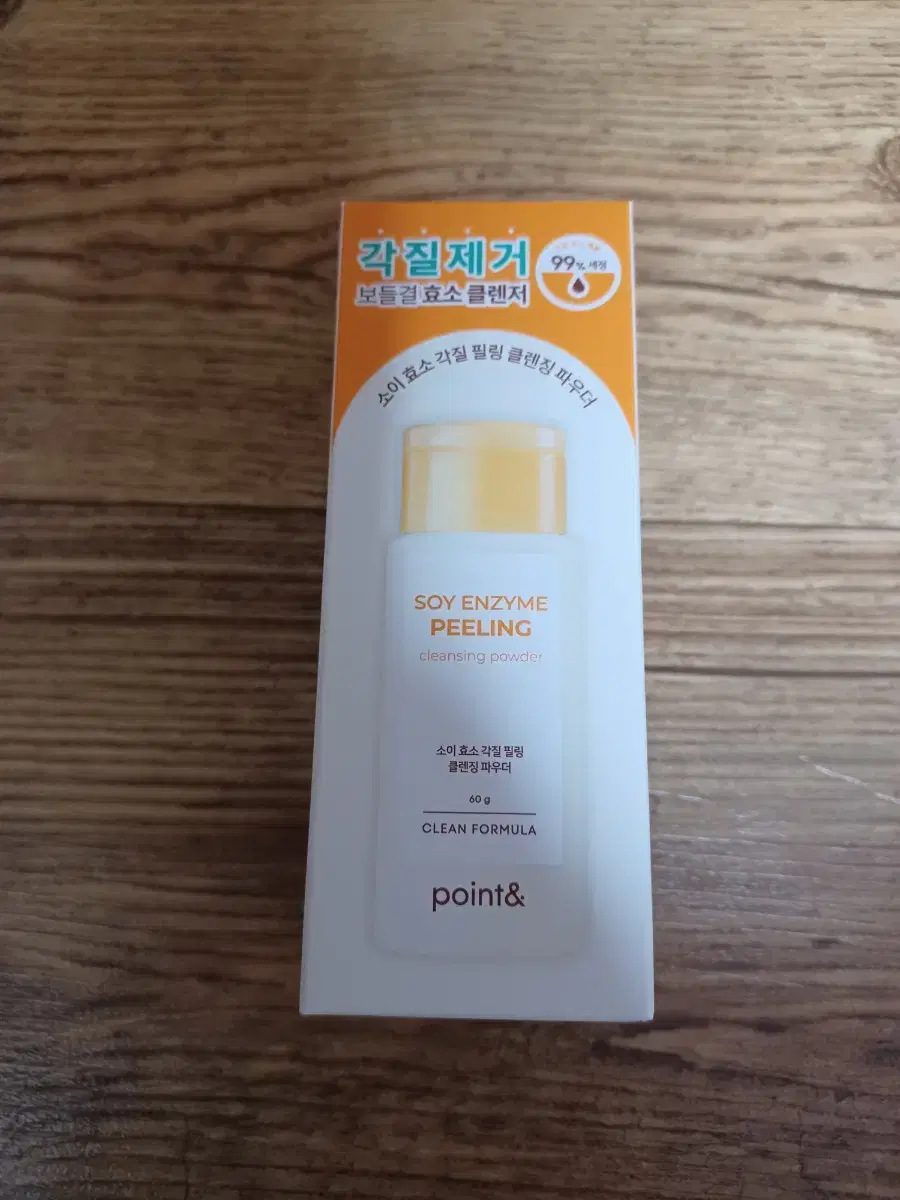 각질제거
보들결 효소 클렌저
99% 세정
소이 효소 각질 필링 클렌징 파우더
SOY ENZYME
PEELING
cleansing powder
소이 효소 각질 필링
클렌징 파우더
60 g
CLEAN FORMULA
point&